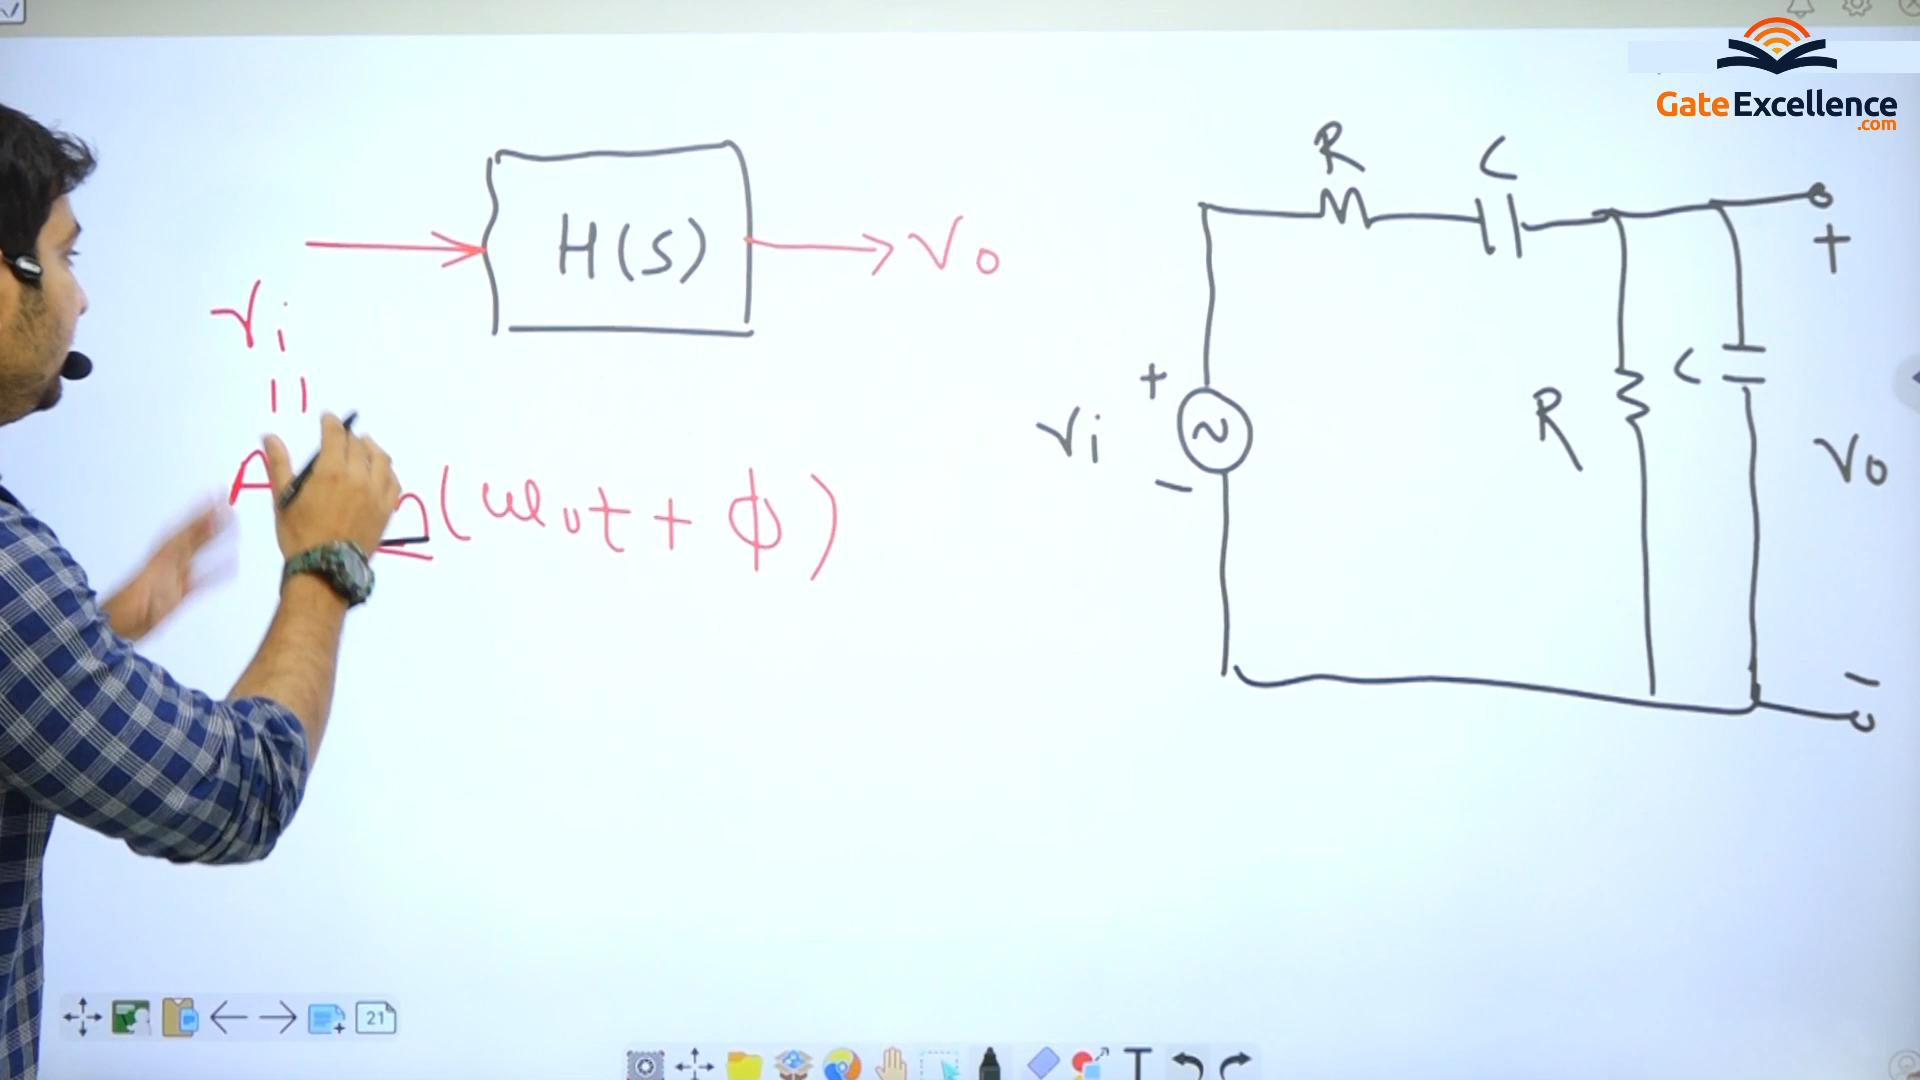 GateExcellence
.com
H(S)
Vo
Vi
A (ω₀t + φ)
R
C
+
+
Vi
-
R
C
Vo
-
21
T